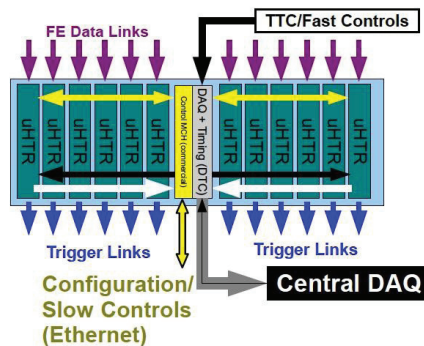 FE Data Links
TTC/Fast Controls
uHTR
uHTR
uHTR
uHTR
uHTR
uHTR
Control MCH (commercial)
DAQ + Timing (DTC)
uHTR
uHTR
uHTR
uHTR
uHTR
uHTR
Trigger Links
Trigger Links
Configuration/
Slow Controls
(Ethernet)
Central DAQ